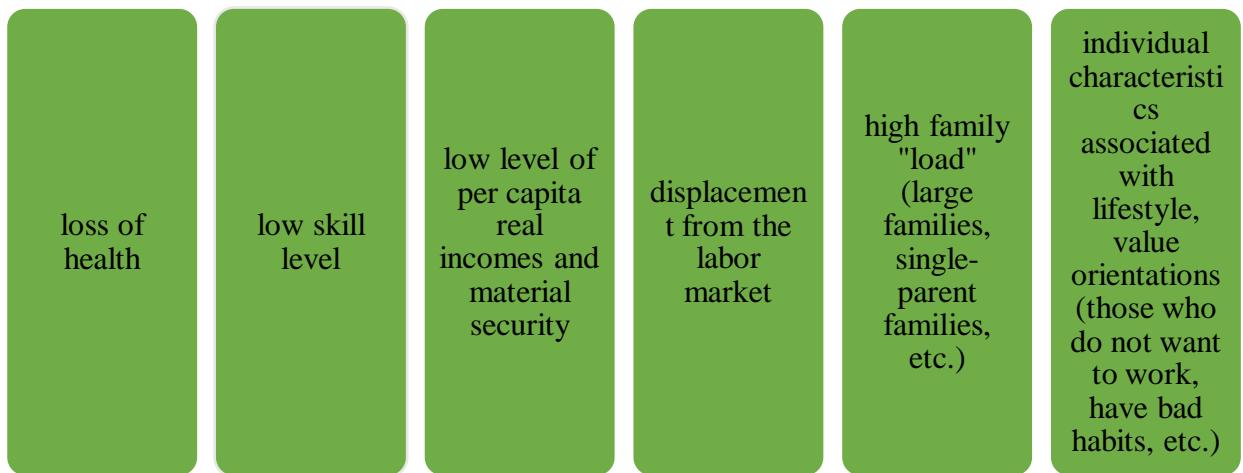 loss of
health
low skill
level
low level of
per capita
real
incomes and
material
security
displacemen
t from the
labor
market
high family
"load"
(large
families,
single-
parent
families,
etc.)
individual
characteristi
cs
associated
with
lifestyle,
value
orientations
(those who
do not want
to work,
have bad
habits, etc.)